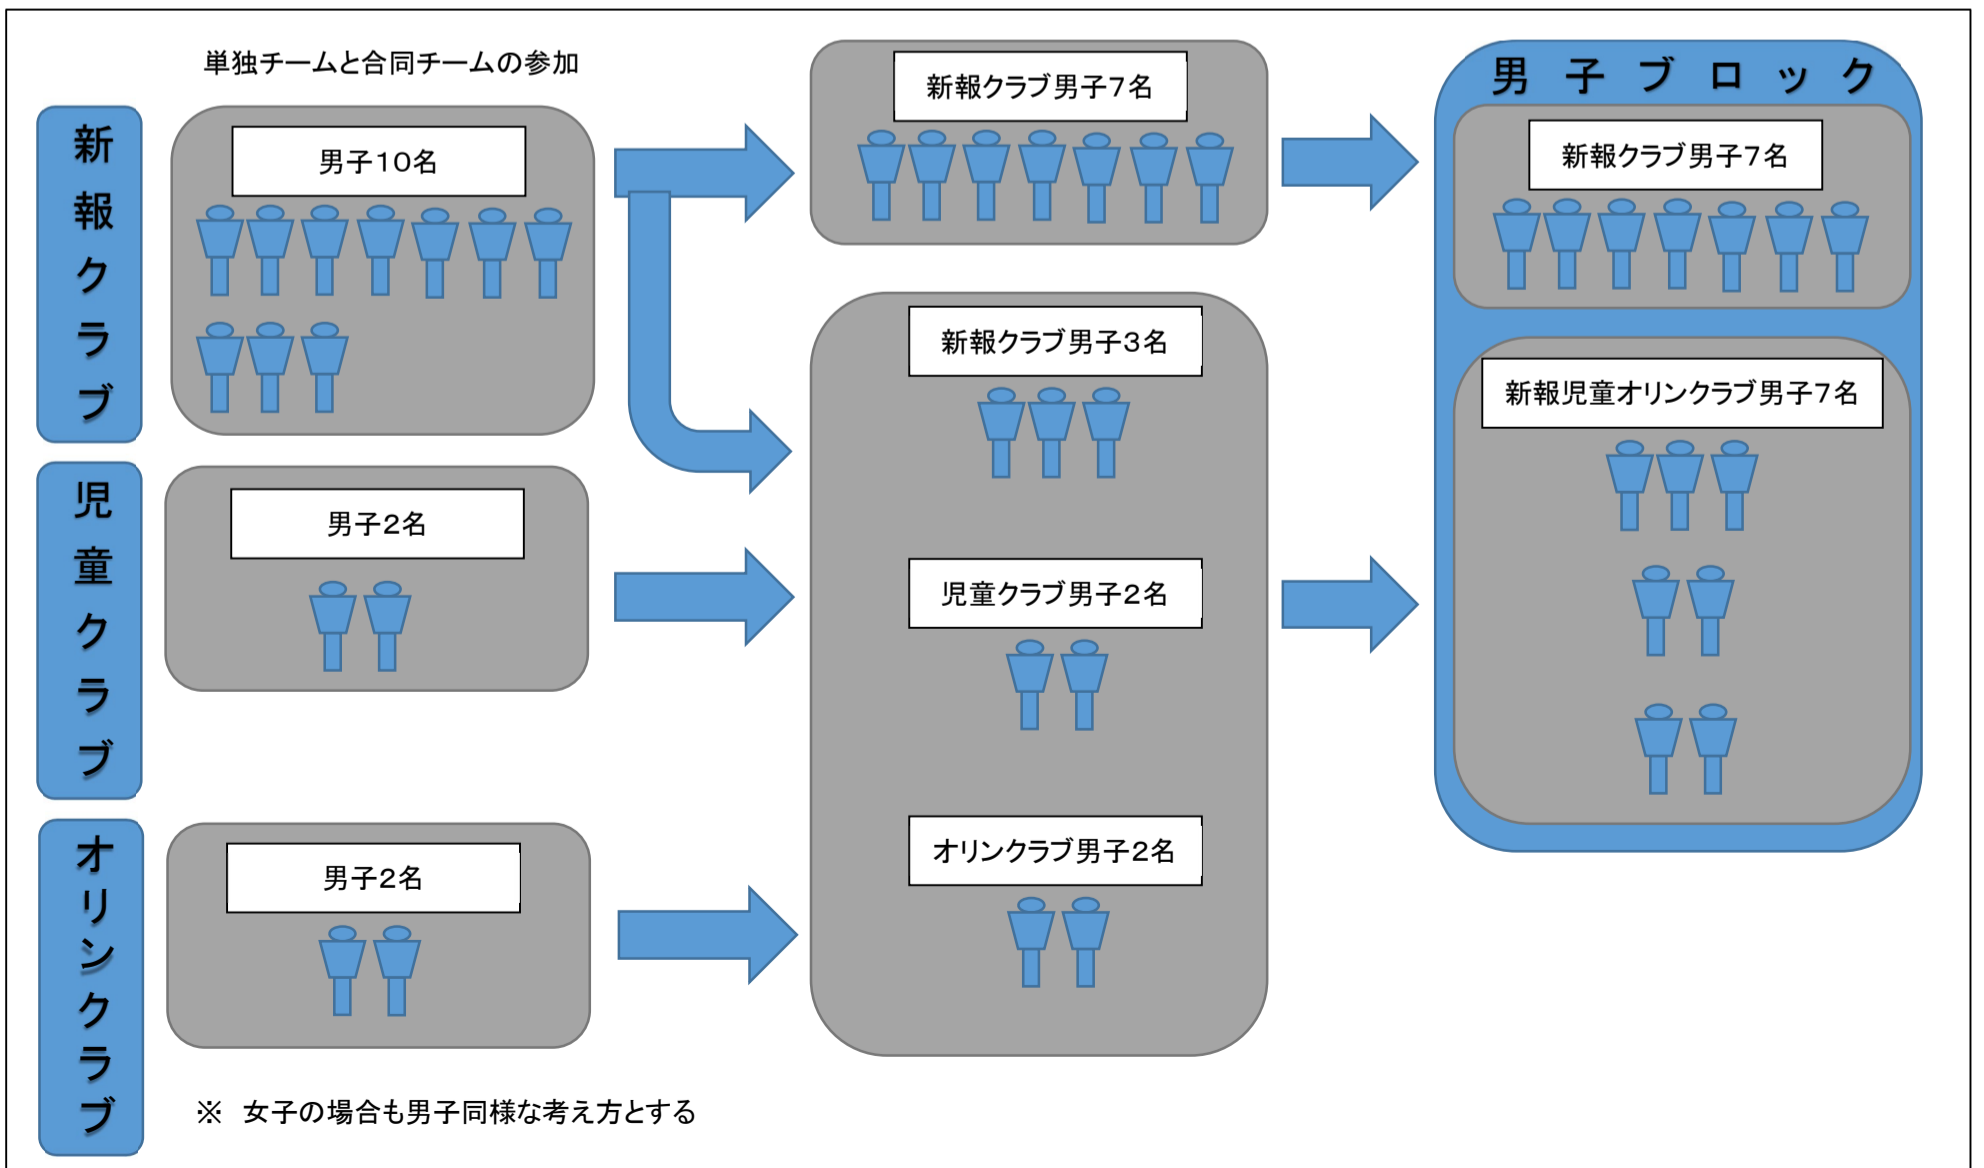 単独チームと合同チームの参加
新報クラブ
男子10名
新報クラブ男子7名
男子ブロック
新報クラブ男子7名
新報クラブ男子3名
新報児童オリンクラブ男子7名
児童クラブ
男子2名
児童クラブ男子2名
オリンクラブ
男子2名
オリンクラブ男子2名
※ 女子の場合も男子同様な考え方とする